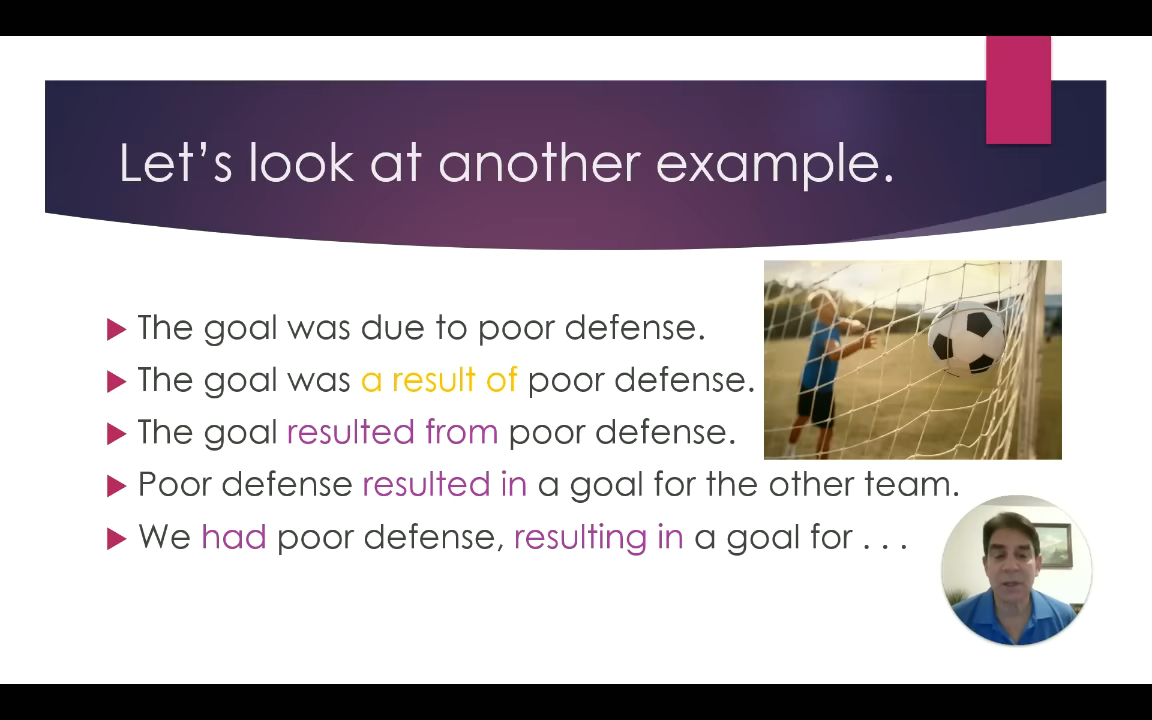 Let's look at another example.
The goal was due to poor defense.
The goal was a result of poor defense.
The goal resulted from poor defense.
Poor defense resulted in a goal for the other team.
We had poor defense, resulting in a goal for . . .